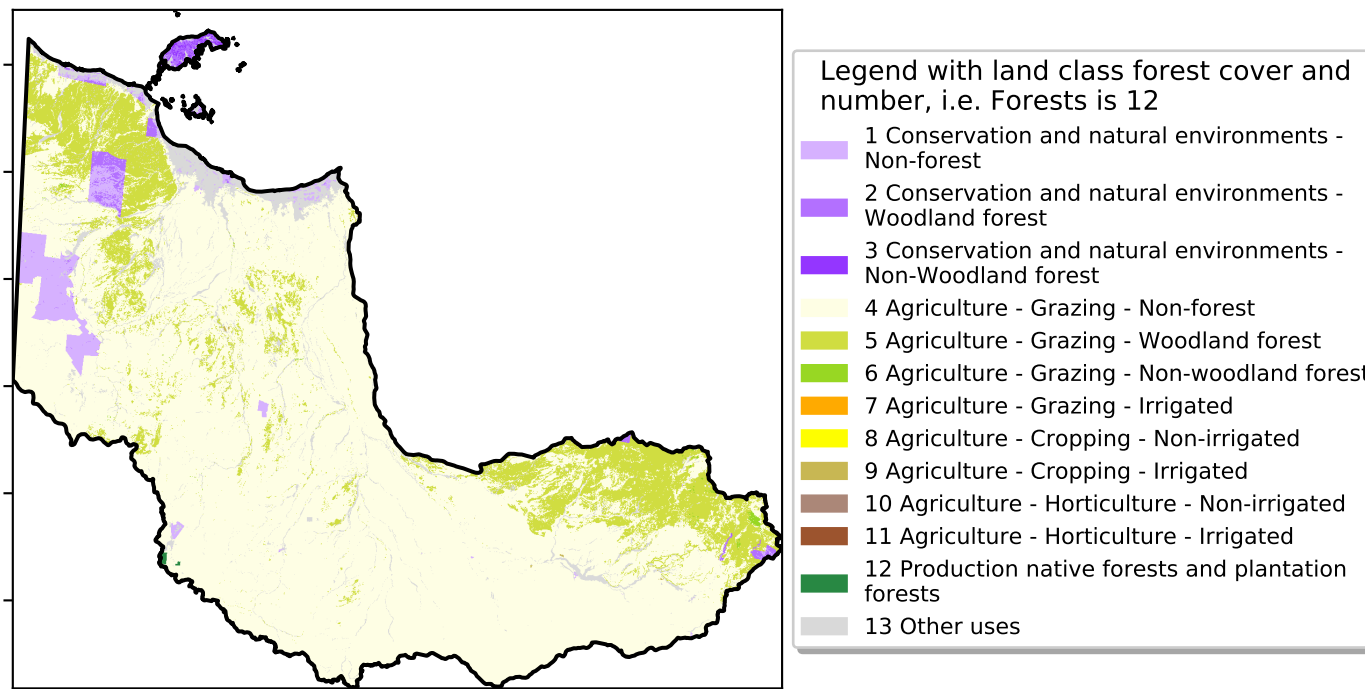 Legend with land class forest cover and
number, i.e. Forests is 12
1 Conservation and natural environments -
Non-forest
2 Conservation and natural environments -
Woodland forest
3 Conservation and natural environments -
Non-Woodland forest
4 Agriculture - Grazing - Non-forest
5 Agriculture - Grazing - Woodland forest
6 Agriculture - Grazing - Non-woodland forest
7 Agriculture - Grazing - Irrigated
8 Agriculture - Cropping - Non-irrigated
9 Agriculture - Cropping - Irrigated
10 Agriculture - Horticulture - Non-irrigated
11 Agriculture - Horticulture - Irrigated
12 Production native forests and plantation
forests
13 Other uses